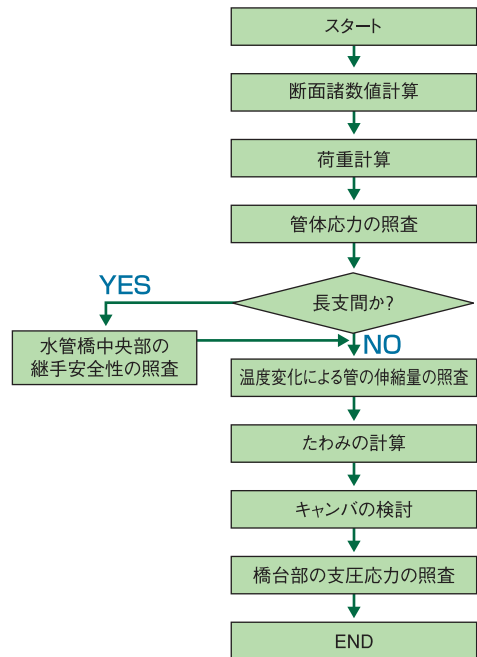 スタート
断面諸数値計算
荷重計算
管体応力の照査
長支間か?
YES
水管橋中央部の
継手安全性の照査
NO
温度変化による管の伸縮量の照査
たわみの計算
キャンバの検討
橋台部の支圧応力の照査
END